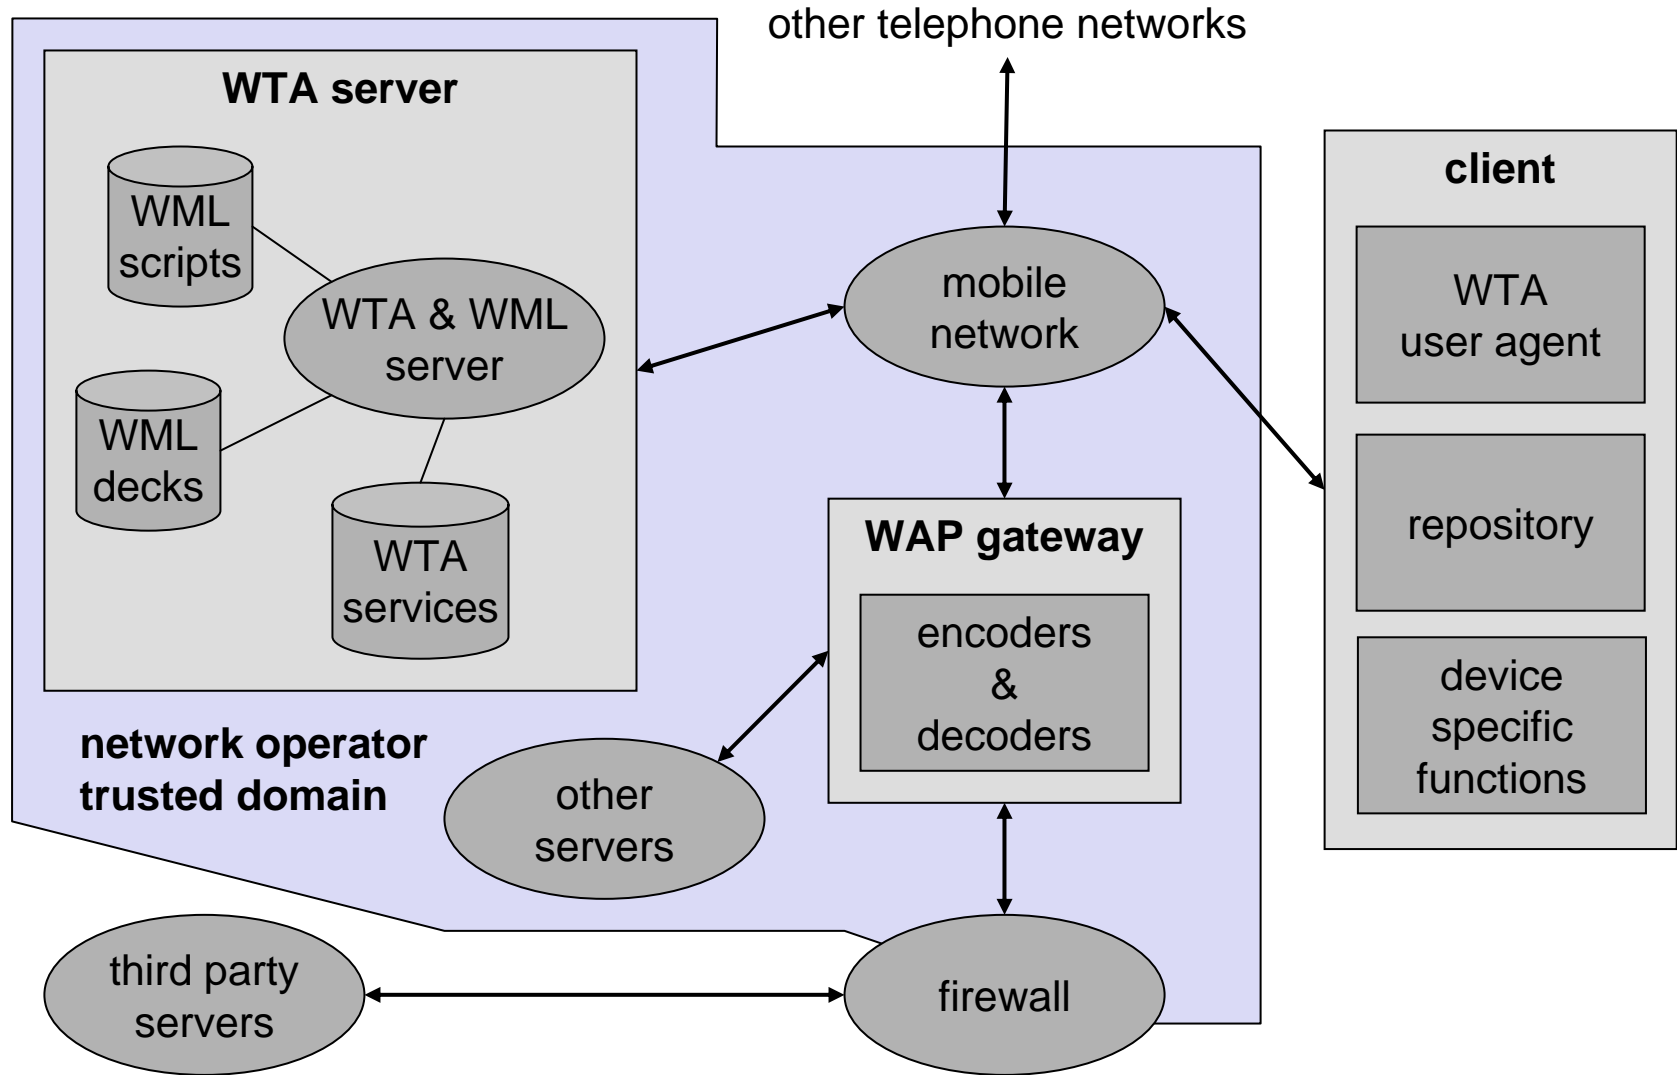 other telephone networks
WTA server
WML
scripts
WTA & WML
server
WML
decks
WTA
services
network operator
trusted domain
mobile
network
WAP gateway
encoders
&
decoders
other
servers
third party
servers
firewall
client
WTA
user agent
repository
device
specific
functions